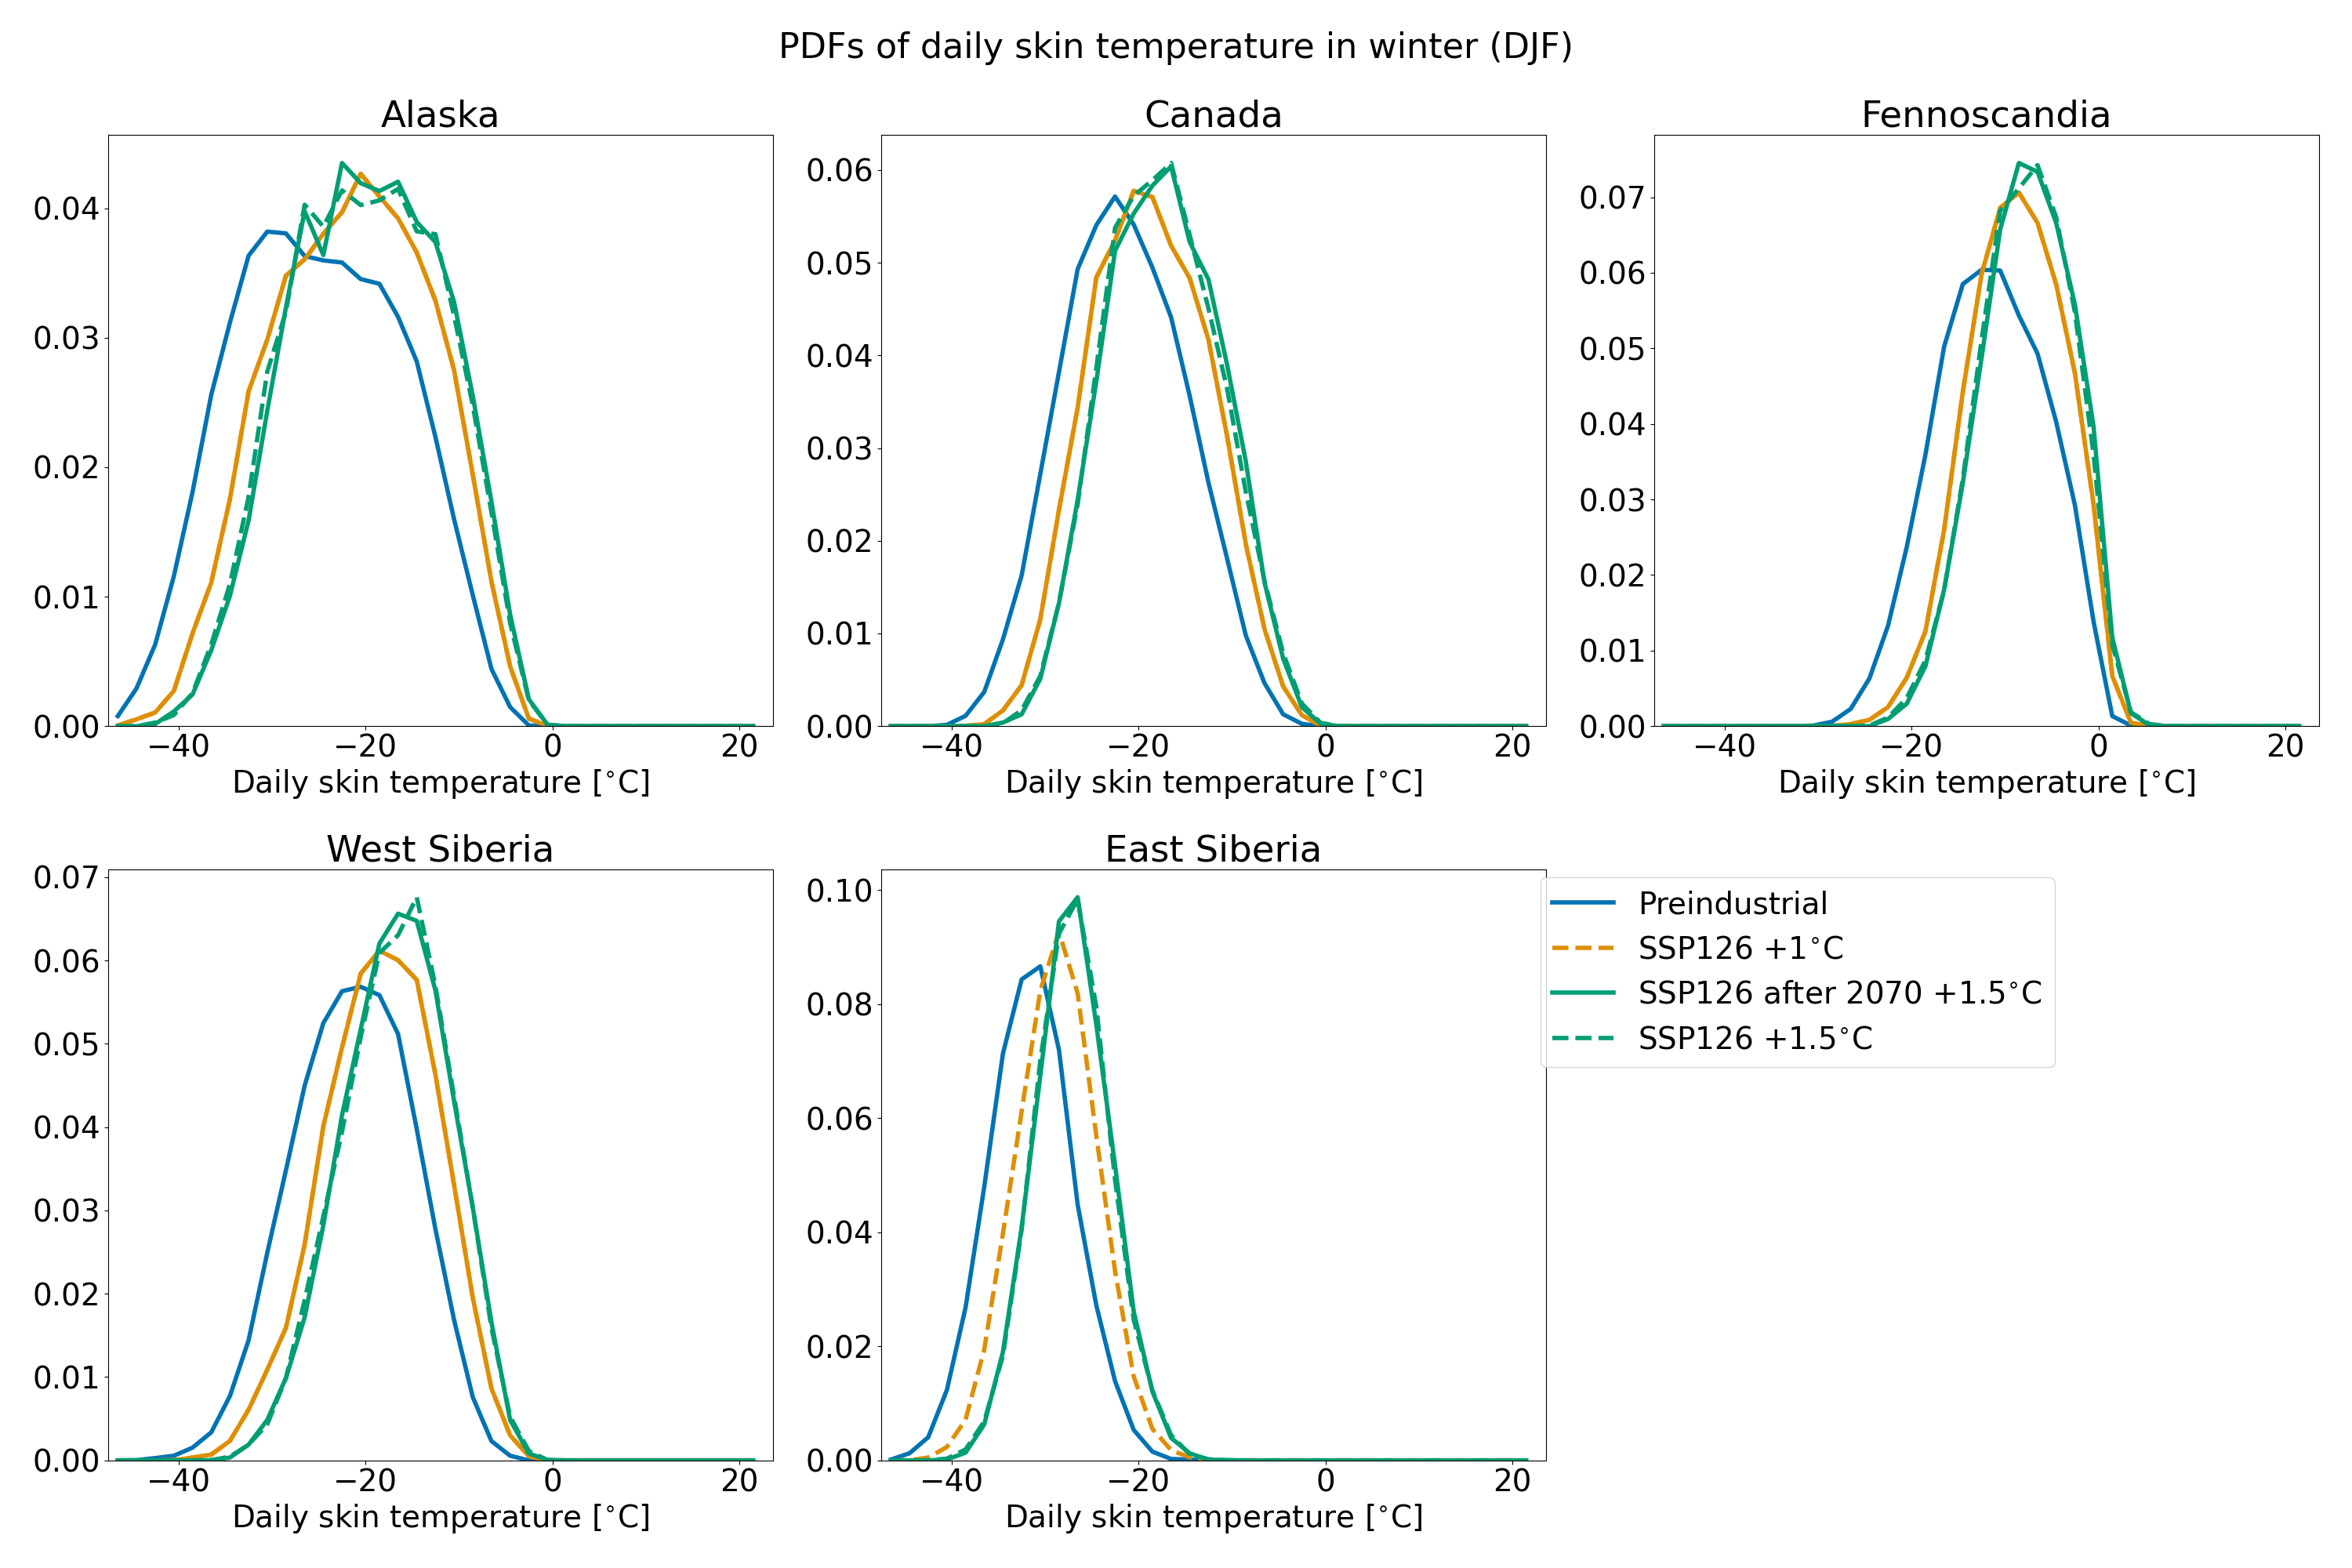 PDFs of daily skin temperature in winter (DJF)
Alaska
0.04
0.03
0.02
0.01
0.00
−40 −20 0 20
Daily skin temperature [°C]
Canada
0.06
0.05
0.04
0.03
0.02
0.01
0.00
−40 −20 0 20
Daily skin temperature [°C]
Fennoscandia
0.07
0.06
0.05
0.04
0.03
0.02
0.01
0.00
−40 −20 0 20
Daily skin temperature [°C]
West Siberia
0.07
0.06
0.05
0.04
0.03
0.02
0.01
0.00
−40 −20 0 20
Daily skin temperature [°C]
East Siberia
0.10
0.08
0.06
0.04
0.02
0.00
−40 −20 0 20
Daily skin temperature [°C]
Preindustrial
SSP126 +1°C
SSP126 after 2070 +1.5°C
SSP126 +1.5°C